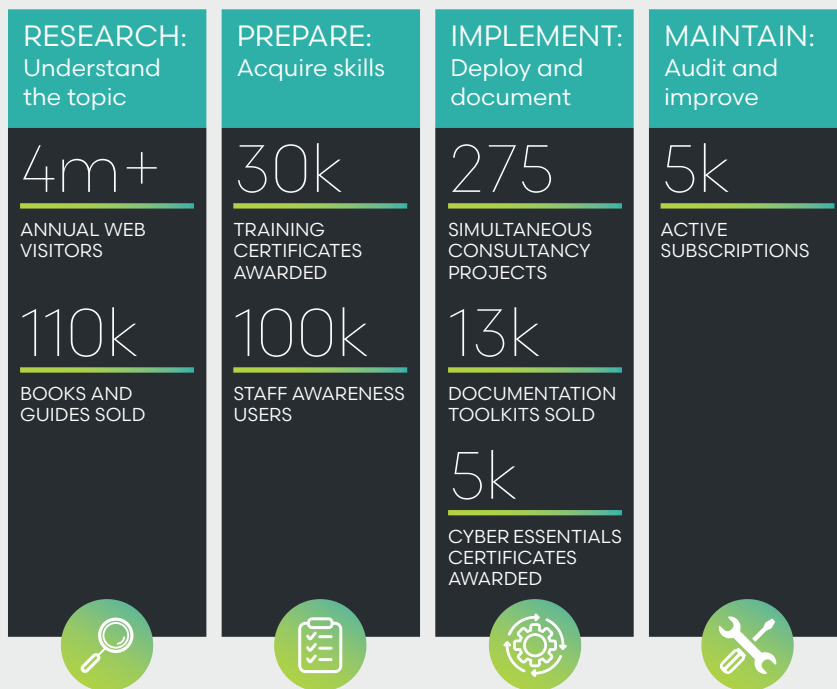 RESEARCH:
Understand
the topic
4m+
ANNUAL WEB
VISITORS
110k
BOOKS AND
GUIDES SOLD
PREPARE:
Acquire skills
30k
TRAINING
CERTIFICATES
AWARDED
100k
STAFF AWARENESS
USERS
IMPLEMENT:
Deploy and
document
275
SIMULTANEOUS
CONSULTANCY
PROJECTS
13k
DOCUMENTATION
TOOLKITS SOLD
5k
CYBER ESSENTIALS
CERTIFICATES
AWARDED
MAINTAIN:
Audit and
improve
5k
ACTIVE
SUBSCRIPTIONS